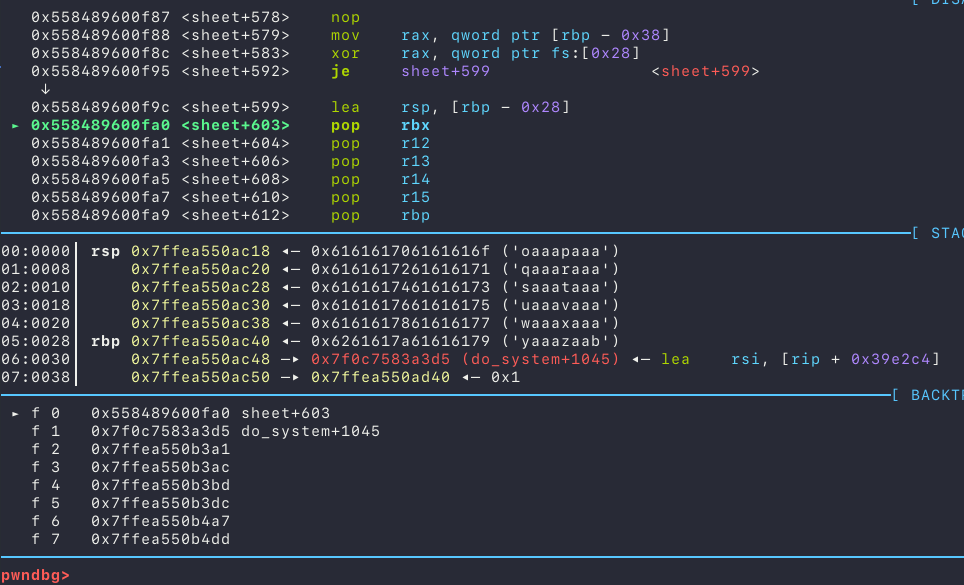 [ DISA
0x558489600f87 <sheet+578> nop
0x558489600f88 <sheet+579> mov rax, qword ptr [rbp - 0x38]
0x558489600f8c <sheet+583> xor rax, qword ptr fs:[0x28]
0x558489600f95 <sheet+592> je sheet+599 <sheet+599>
↓
0x558489600f9c <sheet+599> lea rsp, [rbp - 0x28]
► 0x558489600fa0 <sheet+603> pop rbx
0x558489600fa1 <sheet+604> pop r12
0x558489600fa3 <sheet+606> pop r13
0x558489600fa5 <sheet+608> pop r14
0x558489600fa7 <sheet+610> pop r15
0x558489600fa9 <sheet+612> pop rbp
[ STAC
00:0000│ rsp 0x7ffea550ac18 ◂— 0x616161706161616f ('oaaapaaa')
01:0008│ 0x7ffea550ac20 ◂— 0x6161617261616171 ('qaaaraaa')
02:0010│ 0x7ffea550ac28 ◂— 0x6161617461616173 ('saaataaa')
03:0018│ 0x7ffea550ac30 ◂— 0x6161617661616175 ('uaaavaaa')
04:0020│ 0x7ffea550ac38 ◂— 0x6161617861616177 ('waaaxaaa')
05:0028│ rbp 0x7ffea550ac40 ◂— 0x6261617a61616179 ('yaaazaab')
06:0030│ 0x7ffea550ac48 —▸ 0x7f0c7583a3d5 (do_system+1045) ◂— lea rsi, [rip + 0x39e2c4]
07:0038│ 0x7ffea550ac50 —▸ 0x7ffea550ad40 ◂— 0x1
[ BACKTR
► f 0 0x558489600fa0 sheet+603
f 1 0x7f0c7583a3d5 do_system+1045
f 2 0x7ffea550b3a1
f 3 0x7ffea550b3ac
f 4 0x7ffea550b3bd
f 5 0x7ffea550b3dc
f 6 0x7ffea550b4a7
f 7 0x7ffea550b4dd
pwndbg>